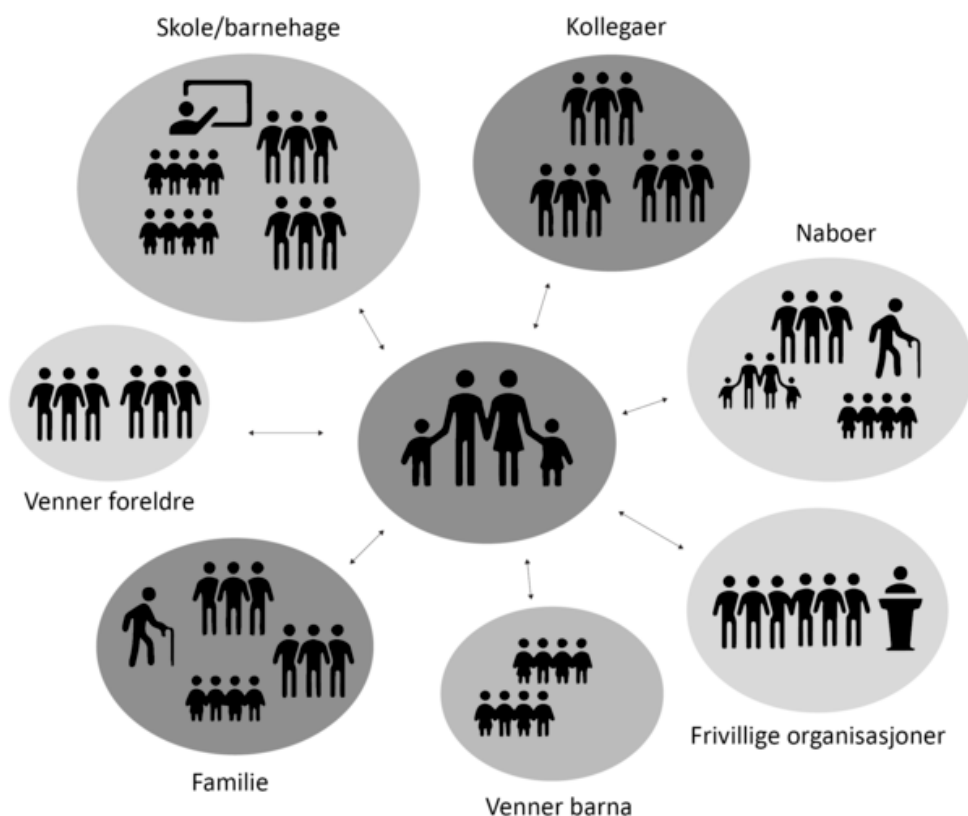 Skole/barnehage
Kollegaer
Naboer
Venner foreldre
Frivillige organisasjoner
Familie
Venner barna